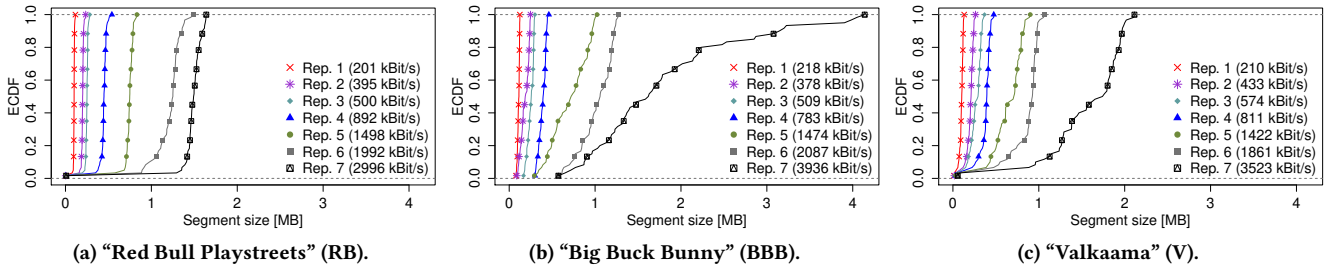 ECDF
1.0
0.8
0.6
0.4
0.2
0.0
Rep. 1 (201 kBit/s)
Rep. 2 (395 kBit/s)
Rep. 3 (500 kBit/s)
Rep. 4 (892 kBit/s)
Rep. 5 (1498 kBit/s)
Rep. 6 (1992 kBit/s)
Rep. 7 (2996 kBit/s)
0 1 2 3 4
Segment size [MB]
(a) “Red Bull Playstreets” (RB).
ECDF
1.0
0.8
0.6
0.4
0.2
0.0
Rep. 1 (218 kBit/s)
Rep. 2 (378 kBit/s)
Rep. 3 (509 kBit/s)
Rep. 4 (783 kBit/s)
Rep. 5 (1474 kBit/s)
Rep. 6 (2087 kBit/s)
Rep. 7 (3936 kBit/s)
0 1 2 3 4
Segment size [MB]
(b) “Big Buck Bunny” (BBB).
ECDF
1.0
0.8
0.6
0.4
0.2
0.0
Rep. 1 (210 kBit/s)
Rep. 2 (433 kBit/s)
Rep. 3 (574 kBit/s)
Rep. 4 (811 kBit/s)
Rep. 5 (1422 kBit/s)
Rep. 6 (1861 kBit/s)
Rep. 7 (3523 kBit/s)
0 1 2 3 4
Segment size [MB]
(c) “Valkaama” (V).